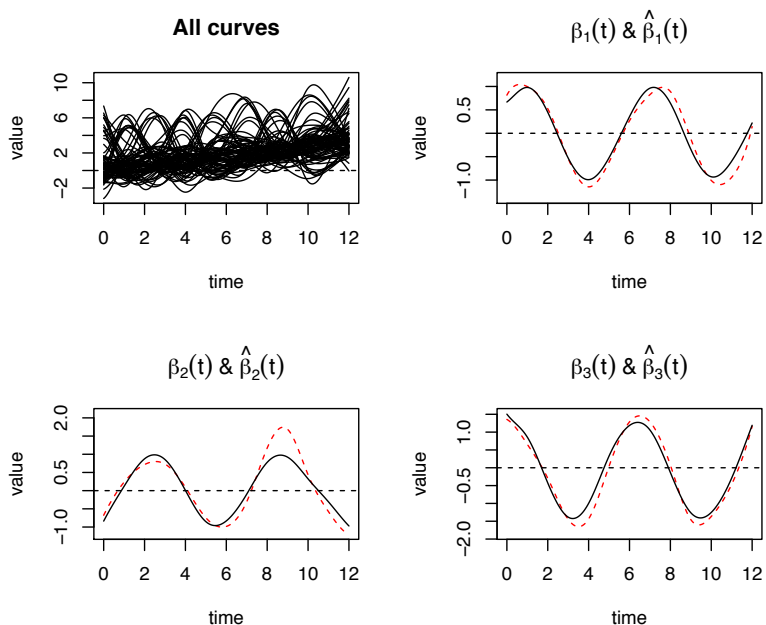 All curves
value
10
6
2
−2
0 2 4 6 8 10 12
time
β₁(t) & β̂₁(t)
value
0.5
−1.0
0 2 4 6 8 10 12
time
β₂(t) & β̂₂(t)
value
2.0
0.5
−1.0
0 2 4 6 8 10 12
time
β₃(t) & β̂₃(t)
value
1.0
−0.5
−2.0
0 2 4 6 8 10 12
time